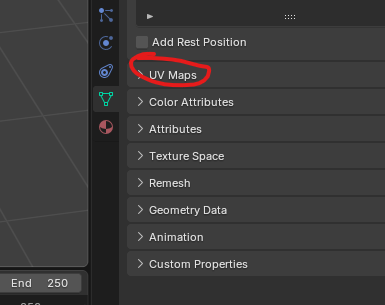 Add Rest Position
UV Maps
Color Attributes
Attributes
Texture Space
Remesh
Geometry Data
Animation
Custom Properties
End 250